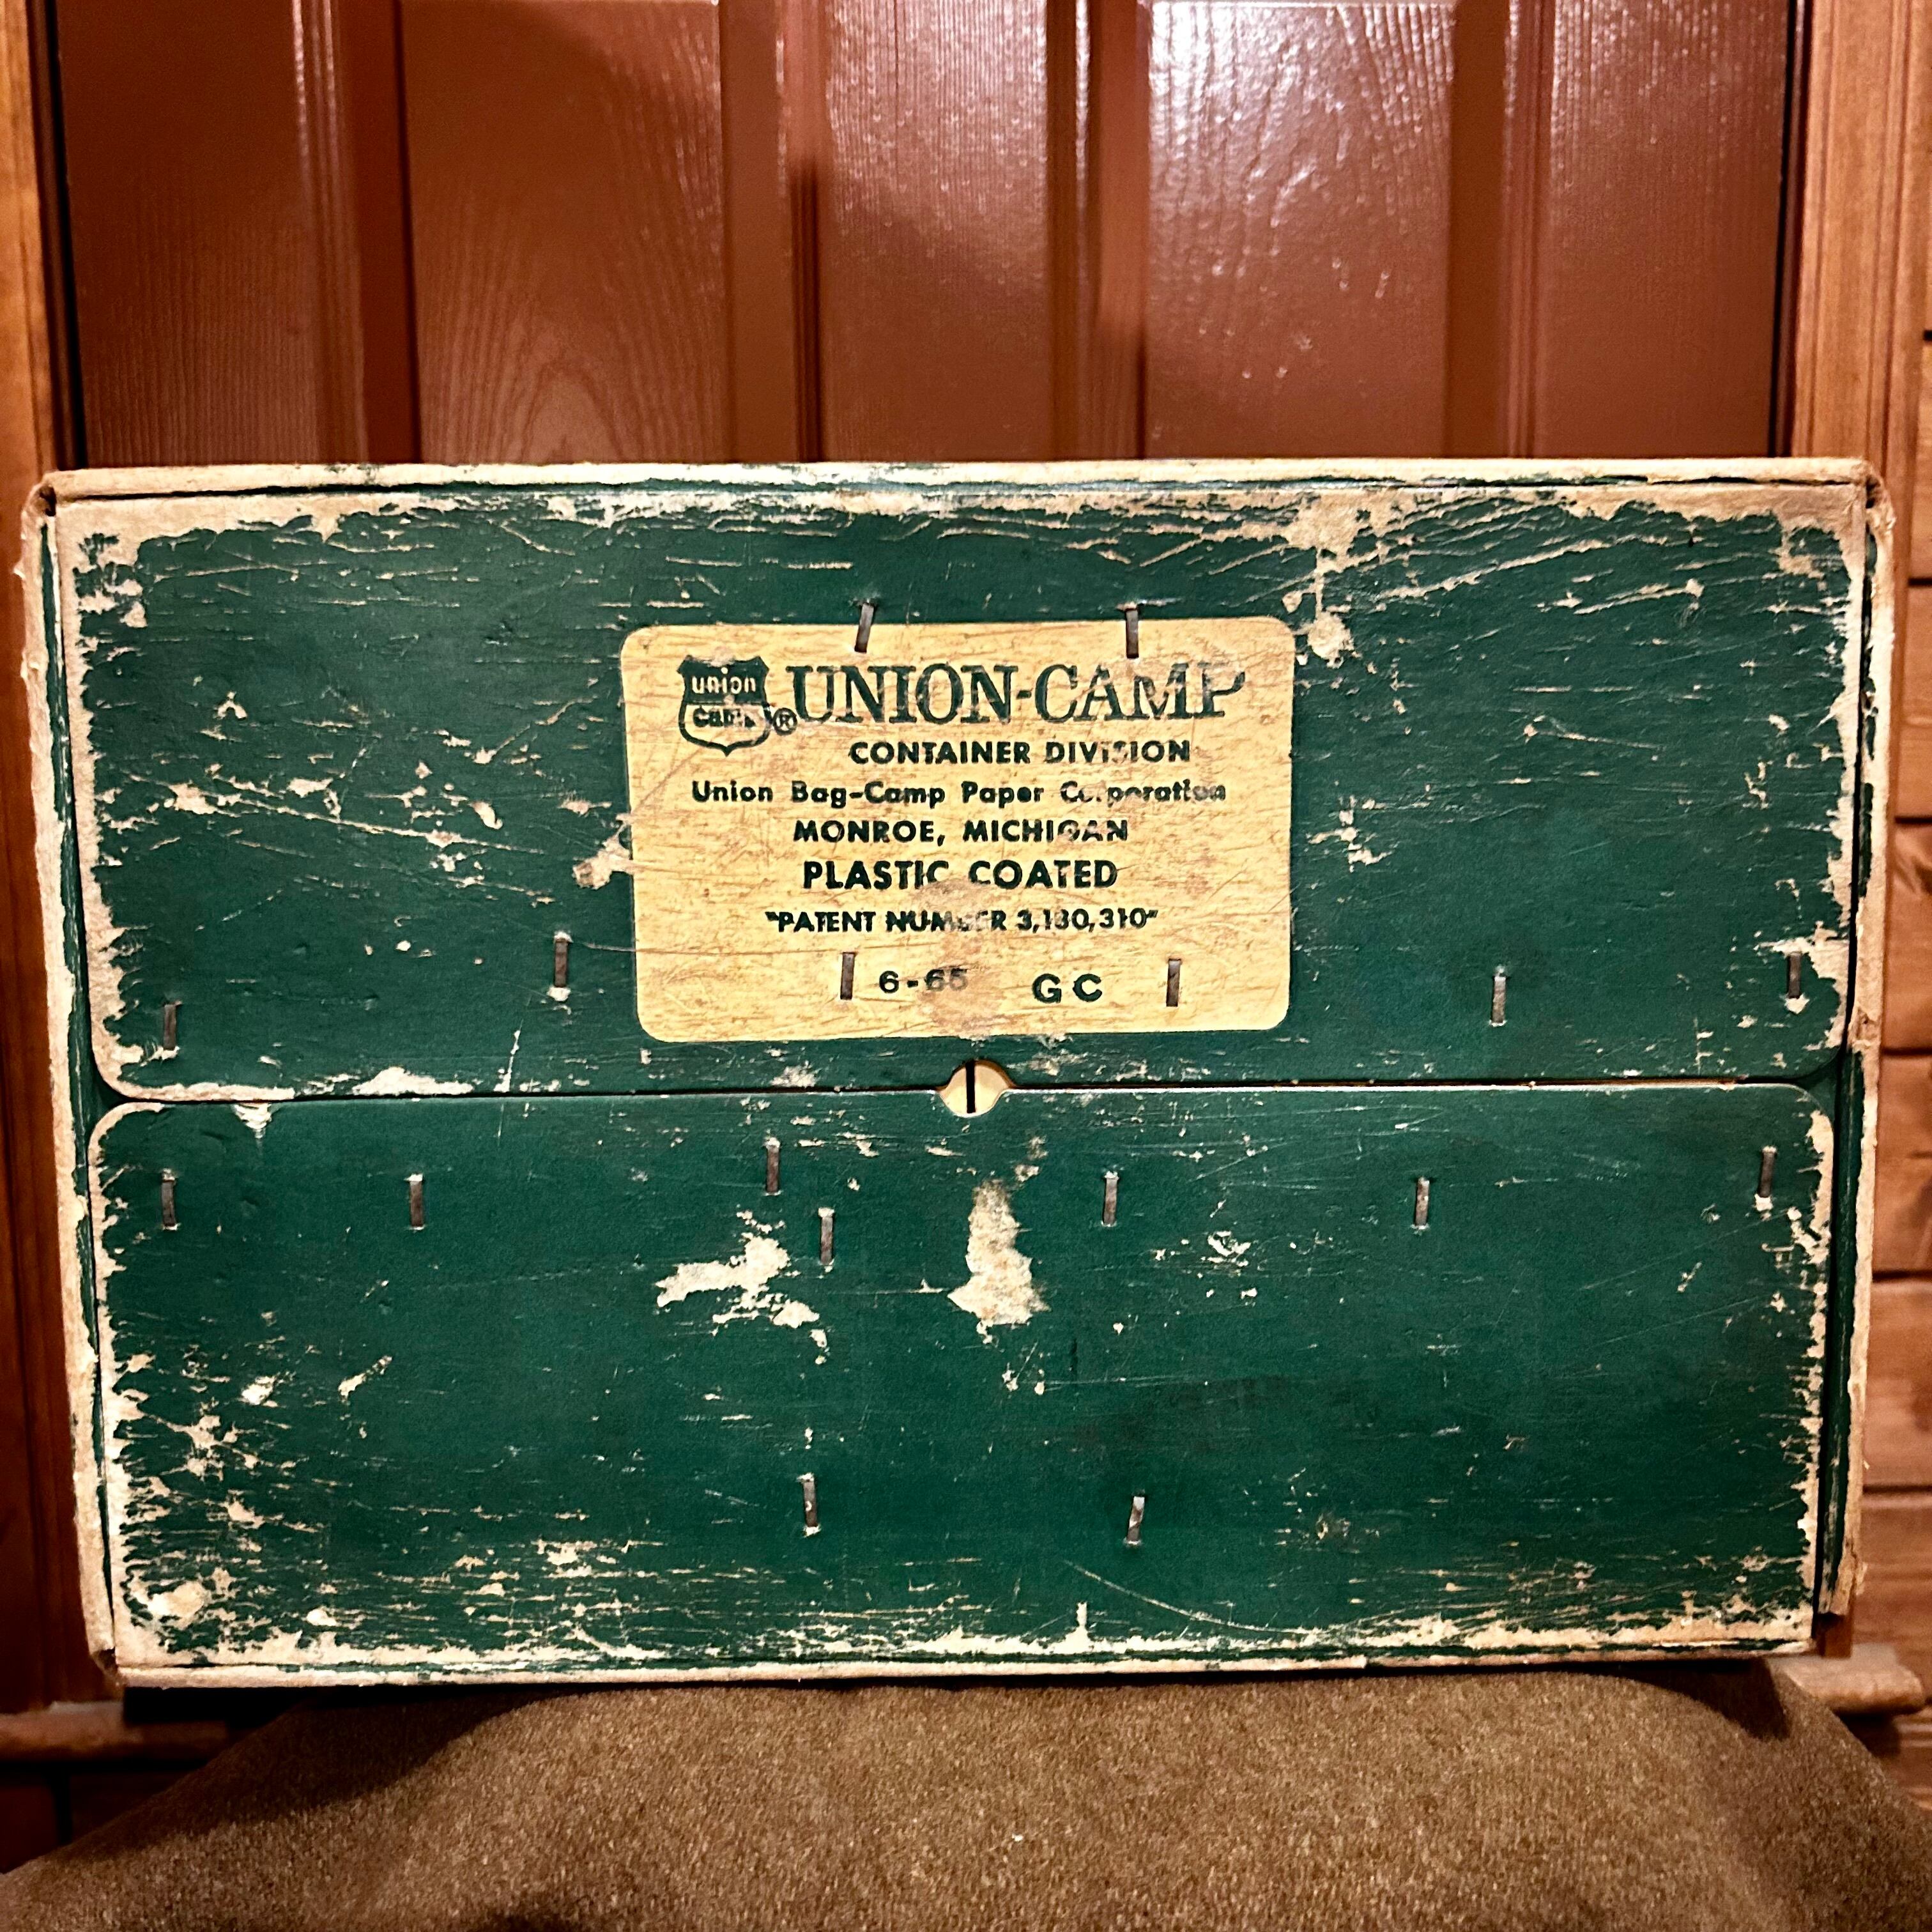 union
camp ® UNION-CAMP
CONTAINER DIVISION
Union Bag-Camp Paper Corporation
MONROE, MICHIGAN
PLASTIC COATED
"PATENT NUMBER 3,130,310"
6-65 GC